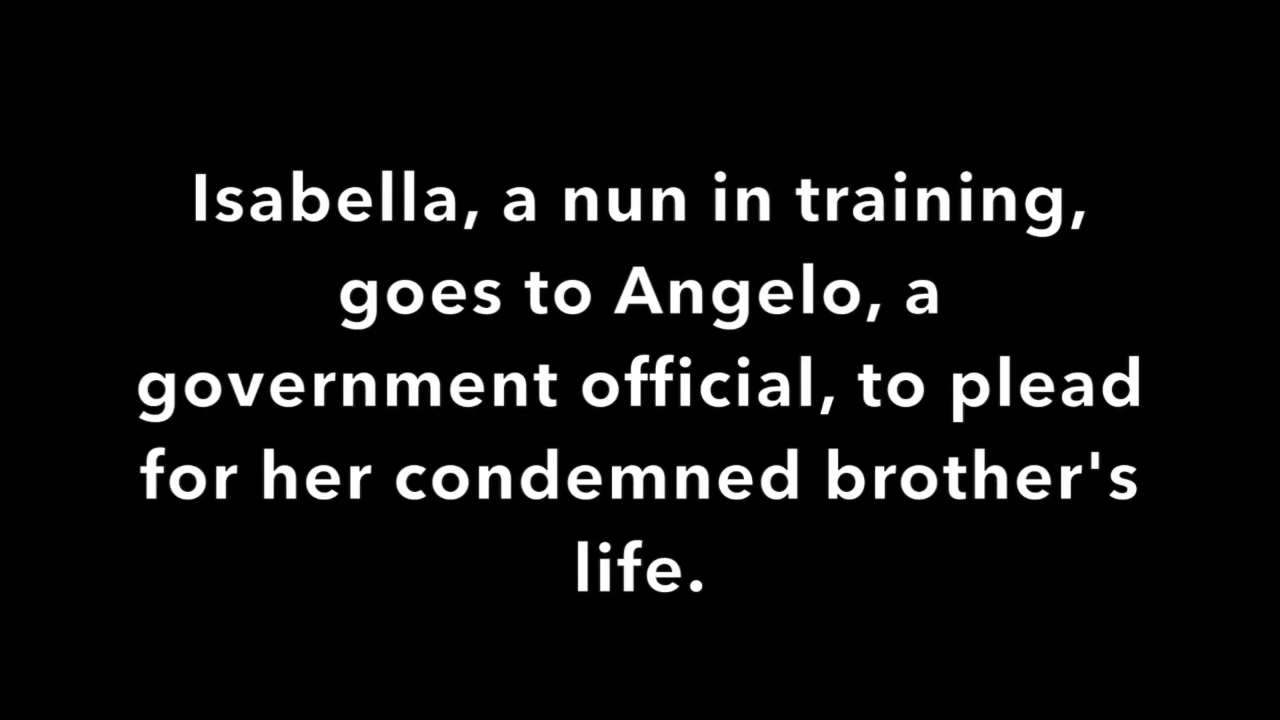 Isabella, a nun in training,
goes to Angelo, a
government official, to plead
for her condemned brother's
life.